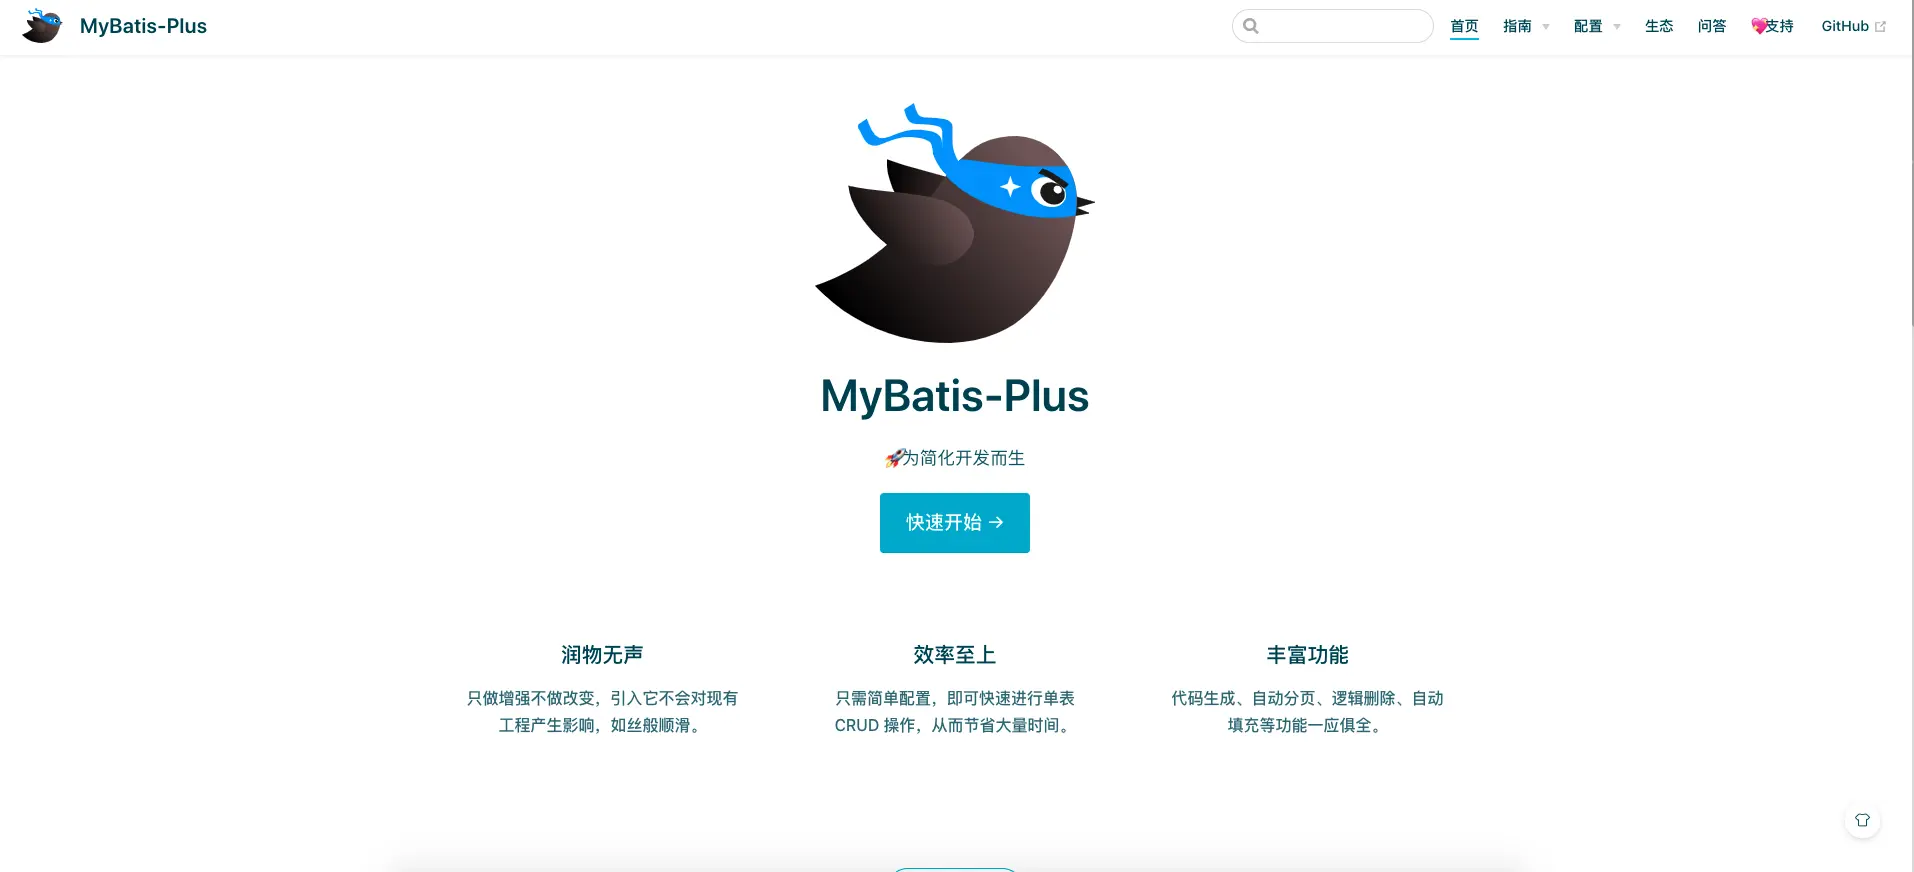 MyBatis-Plus
首页
指南
配置
生态
问答
💖支持
GitHub
MyBatis-Plus
🚀为简化开发而生
快速开始 →
润物无声
只做增强不做改变，引入它不会对现有
工程产生影响，如丝般顺滑。
效率至上
只需简单配置，即可快速进行单表
CRUD 操作，从而节省大量时间。
丰富功能
代码生成、自动分页、逻辑删除、自动
填充等功能一应俱全。